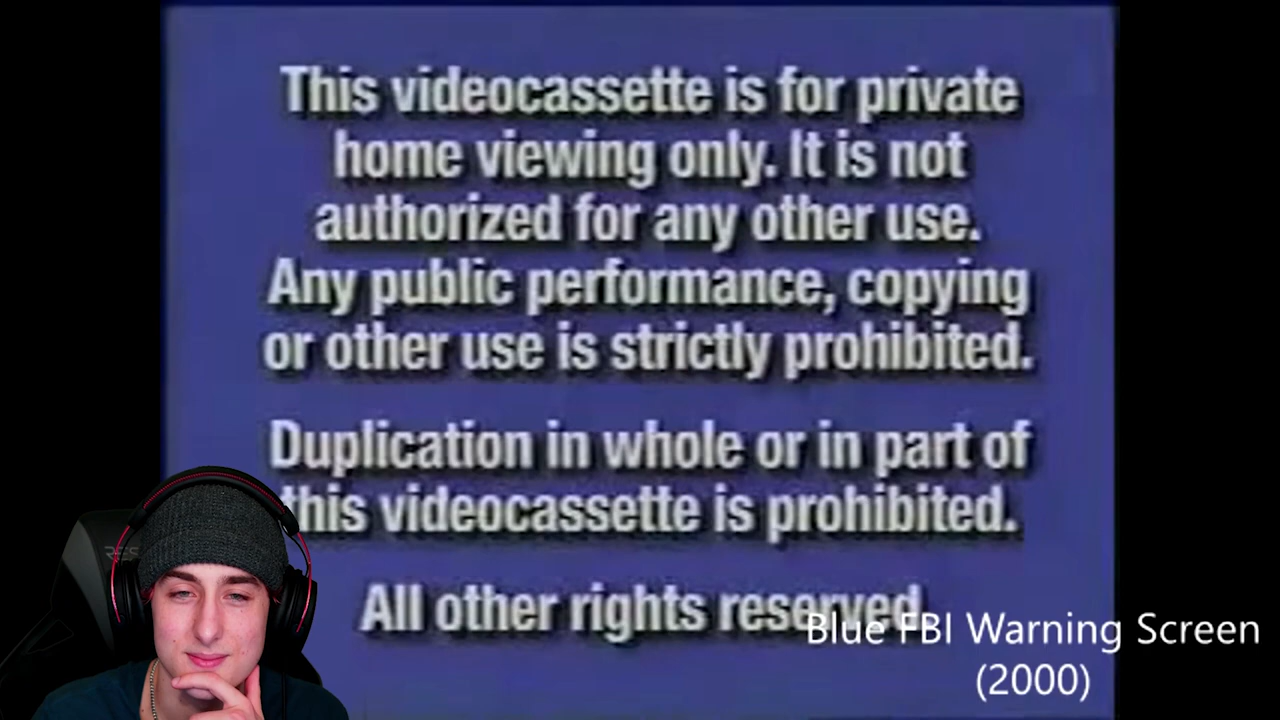 This videocassette is for private
home viewing only. It is not
authorized for any other use.
Any public performance, copying
or other use is strictly prohibited.
Duplication in whole or in part of
this videocassette is prohibited.
All other rights reserved.
Blue FBI Warning Screen
(2000)